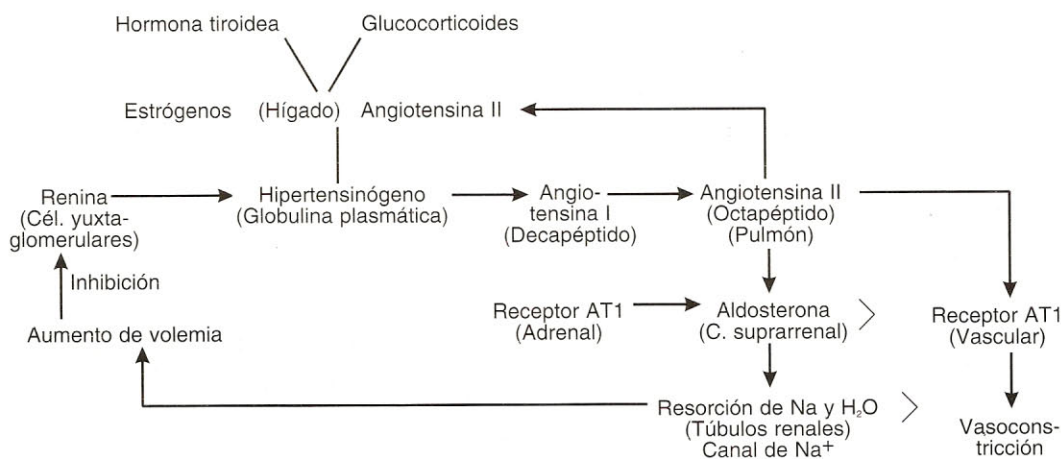 Hormona tiroidea
Glucocorticoides
Estrógenos (Hígado) Angiotensina II
Renina
(Cél. yuxta-
glomerulares)
Hipertensinógeno
(Globulina plasmática)
Angio-
tensina I
(Decapéptido)
Angiotensina II
(Octapéptido)
(Pulmón)
Inhibición
Receptor AT1
(Adrenal)
Aldosterona
(C. suprarrenal)
Receptor AT1
(Vascular)
Aumento de volemia
Resorción de Na y H₂O
(Túbulos renales)
Canal de Na⁺
Vasocons-
tricción